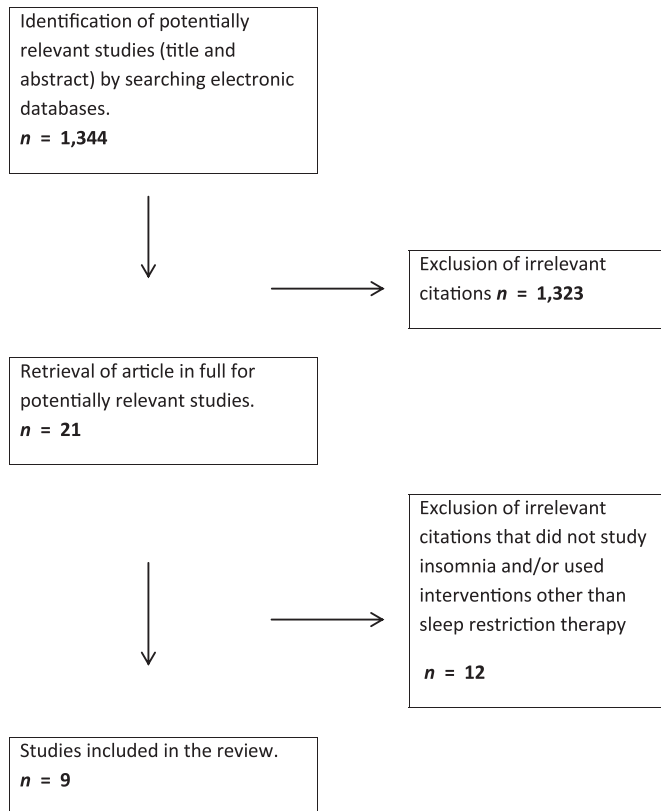 Identification of potentially
relevant studies (title and
abstract) by searching electronic
databases.
n = 1,344
Exclusion of irrelevant
citations n = 1,323
Retrieval of article in full for
potentially relevant studies.
n = 21
Exclusion of irrelevant
citations that did not study
insomnia and/or used
interventions other than
sleep restriction therapy
n = 12
Studies included in the review.
n = 9